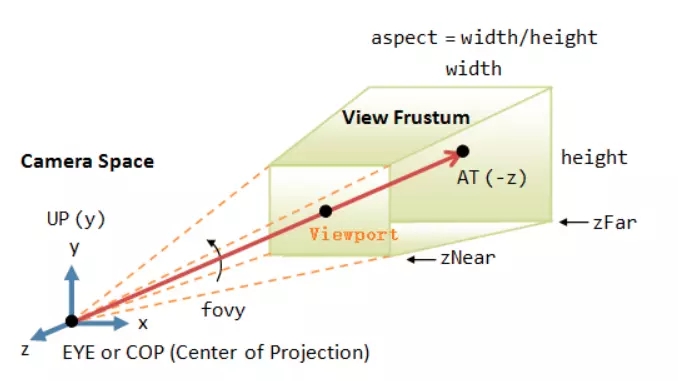 aspect = width/height
width
View Frustum
Camera Space
height
AT (-z)
UP (y)
zFar
Viewport
y
zNear
fovy
x
z
EYE or COP (Center of Projection)